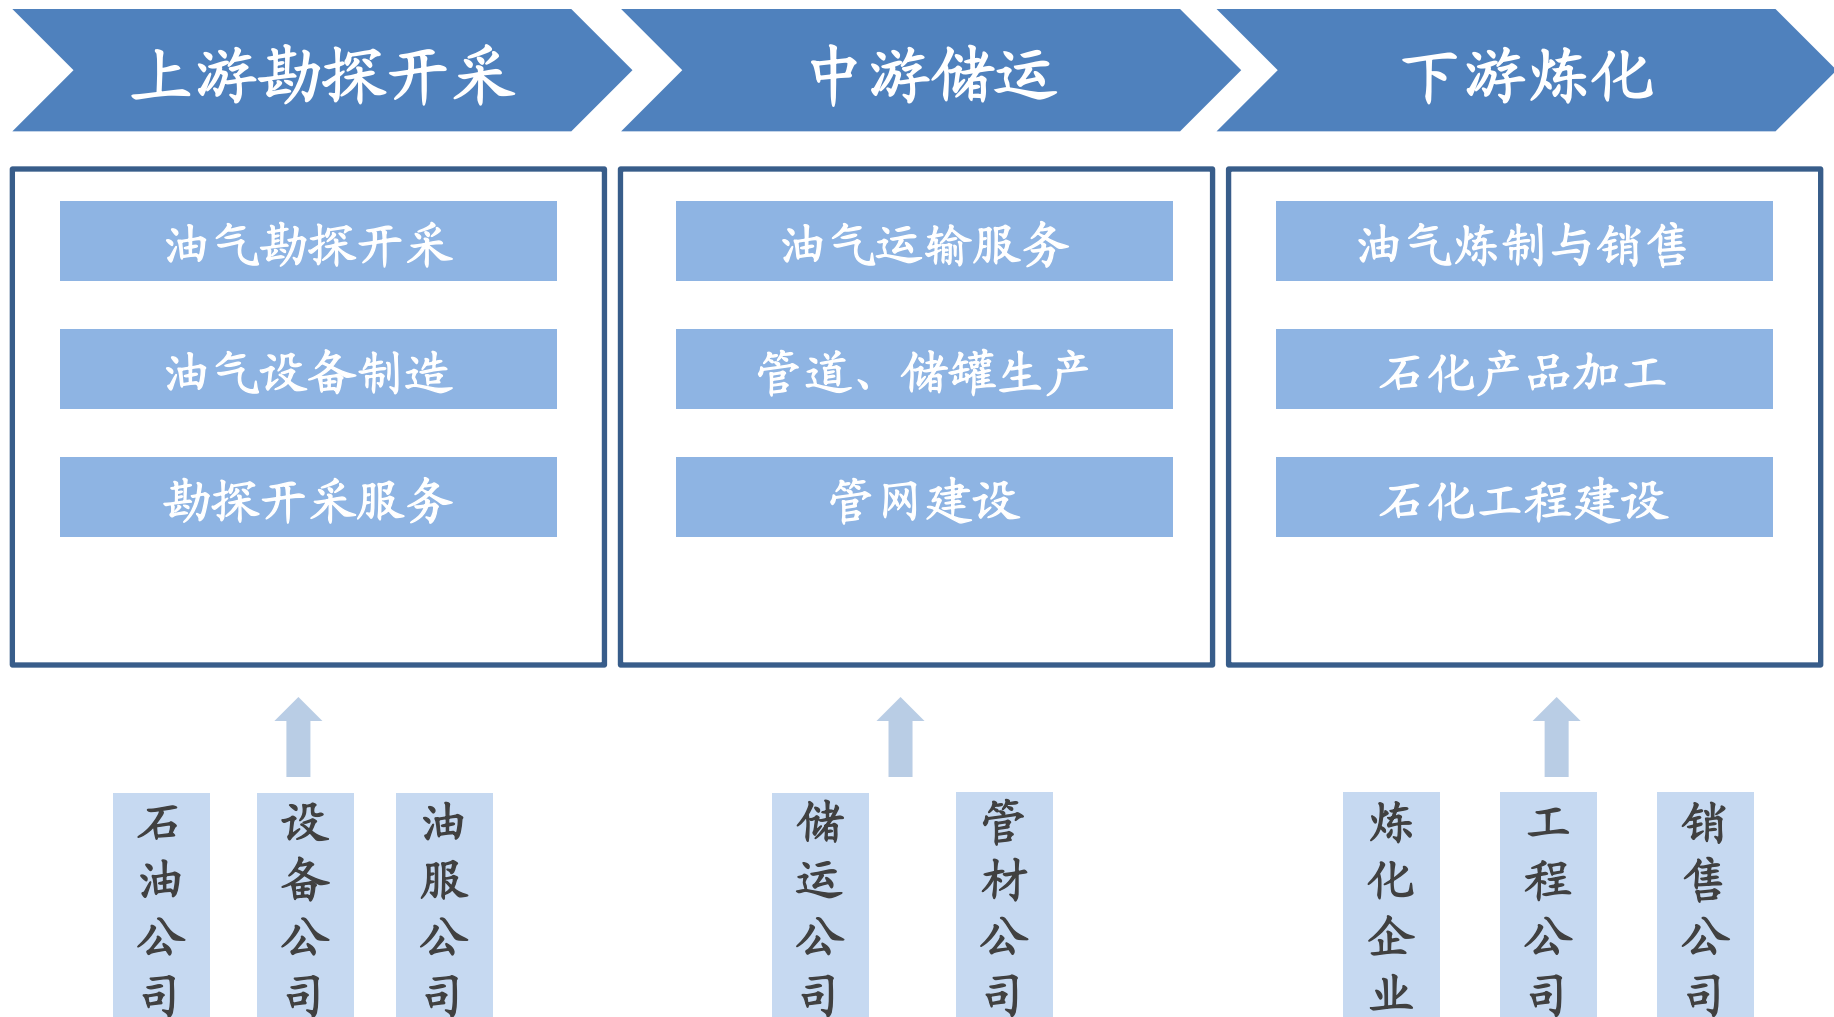 上游勘探开采
中游储运
下游炼化
油气勘探开采
油气设备制造
勘探开采服务
油气运输服务
管道、储罐生产
管网建设
油气炼制与销售
石化产品加工
石化工程建设
石油公司
设备公司
油服公司
储运公司
管材公司
炼化企业
工程公司
销售公司